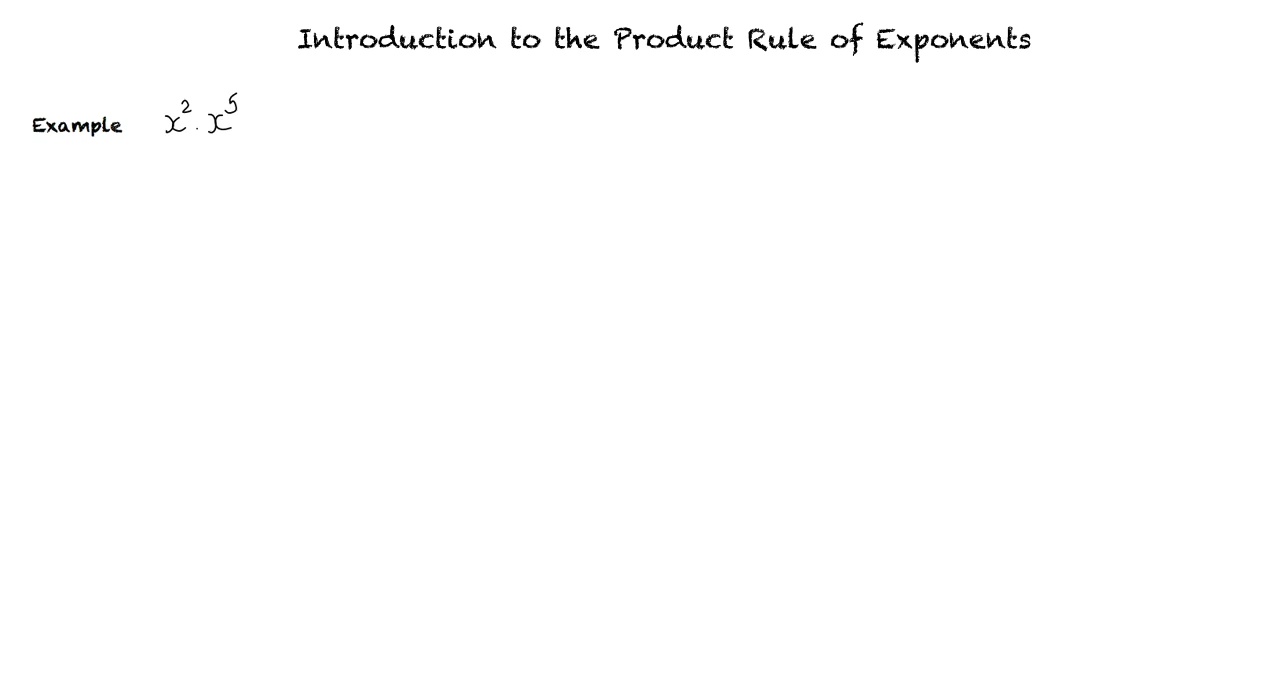 Introduction to the Product Rule of Exponents
Example x² . x⁵